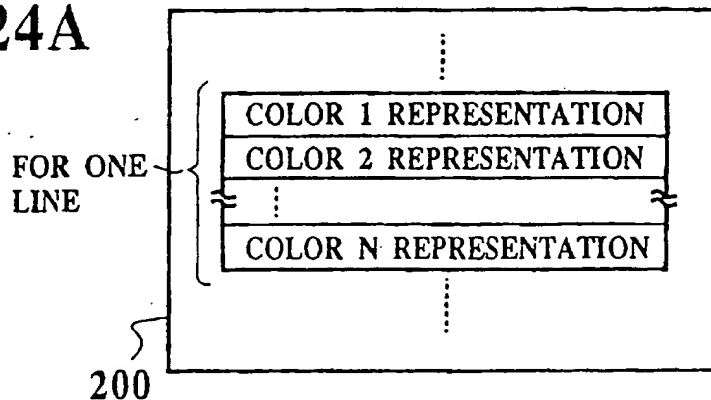 24A
COLOR 1 REPRESENTATION
COLOR 2 REPRESENTATION
FOR ONE
LINE
COLOR N REPRESENTATION
200